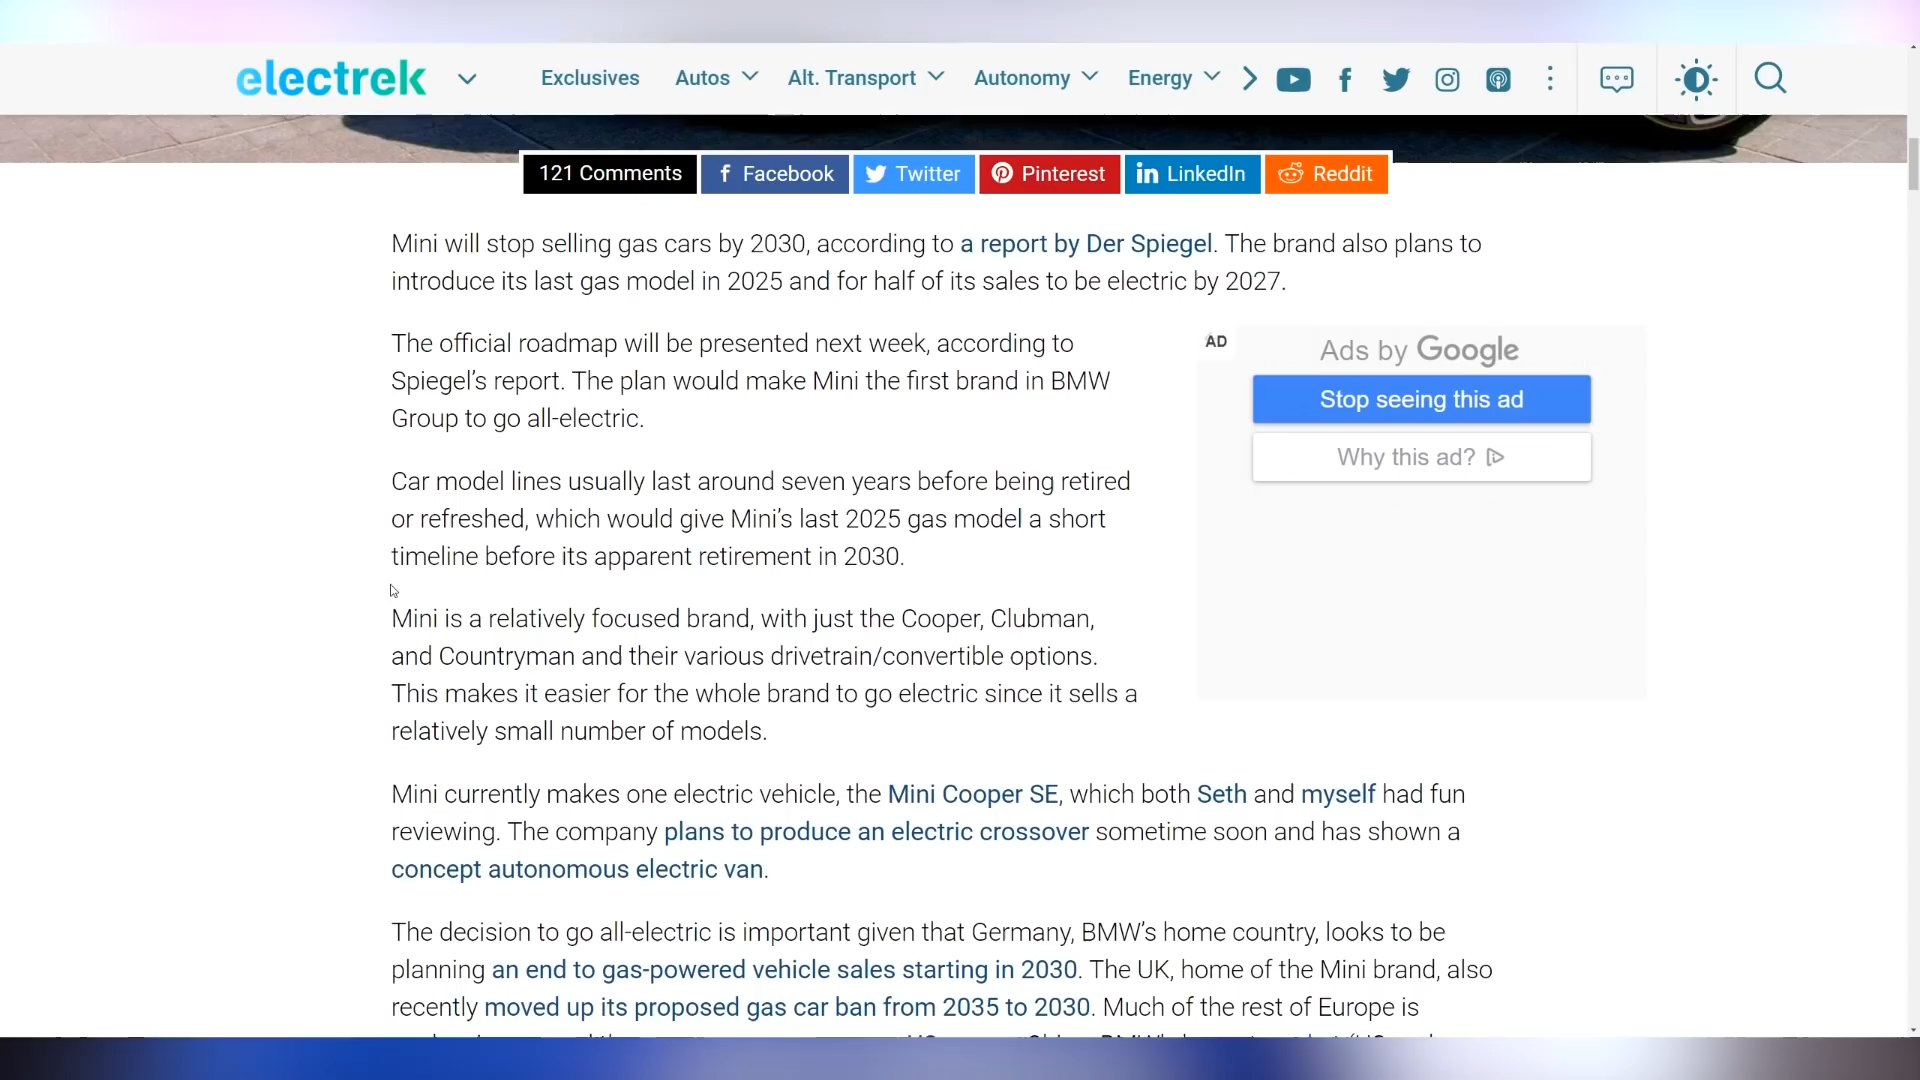 electrek Exclusives Autos Alt. Transport Autonomy Energy
121 Comments Facebook Twitter Pinterest LinkedIn Reddit
Mini will stop selling gas cars by 2030, according to a report by Der Spiegel. The brand also plans to
introduce its last gas model in 2025 and for half of its sales to be electric by 2027.
The official roadmap will be presented next week, according to
Spiegel’s report. The plan would make Mini the first brand in BMW
Group to go all-electric.
AD
Ads by Google
Stop seeing this ad
Why this ad?
Car model lines usually last around seven years before being retired
or refreshed, which would give Mini’s last 2025 gas model a short
timeline before its apparent retirement in 2030.
Mini is a relatively focused brand, with just the Cooper, Clubman,
and Countryman and their various drivetrain/convertible options.
This makes it easier for the whole brand to go electric since it sells a
relatively small number of models.
Mini currently makes one electric vehicle, the Mini Cooper SE, which both Seth and myself had fun
reviewing. The company plans to produce an electric crossover sometime soon and has shown a
concept autonomous electric van.
The decision to go all-electric is important given that Germany, BMW’s home country, looks to be
planning an end to gas-powered vehicle sales starting in 2030. The UK, home of the Mini brand, also
recently moved up its proposed gas car ban from 2035 to 2030. Much of the rest of Europe is